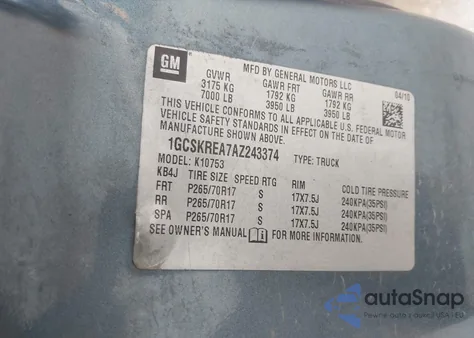 GM
MFD BY GENERAL MOTORS LLC
04/10
GVWR GAWR FRT GAWR RR
3175 KG 1792 KG 1792 KG
7000 LB 3950 LB 3950 LB
THIS VEHICLE CONFORMS TO ALL APPLICABLE U.S. FEDERAL MOTOR
VEHICLE SAFETY STANDARDS IN EFFECT ON THE DATE OF
MANUFACTURE SHOWN ABOVE.
1GCSKREA7AZ243374 TYPE: TRUCK
MODEL: K10753
KB4J TIRE SIZE SPEED RTG RIM COLD TIRE PRESSURE
FRT P265/70R17 S 17X7.5J 240KPA(35PSI)
RR P265/70R17 S 17X7.5J 240KPA(35PSI)
SPA P265/70R17 S 17X7.5J 240KPA(35PSI)
SEE OWNER'S MANUAL FOR MORE INFORMATION.
autoSnap
Pewne auta z USA i EU